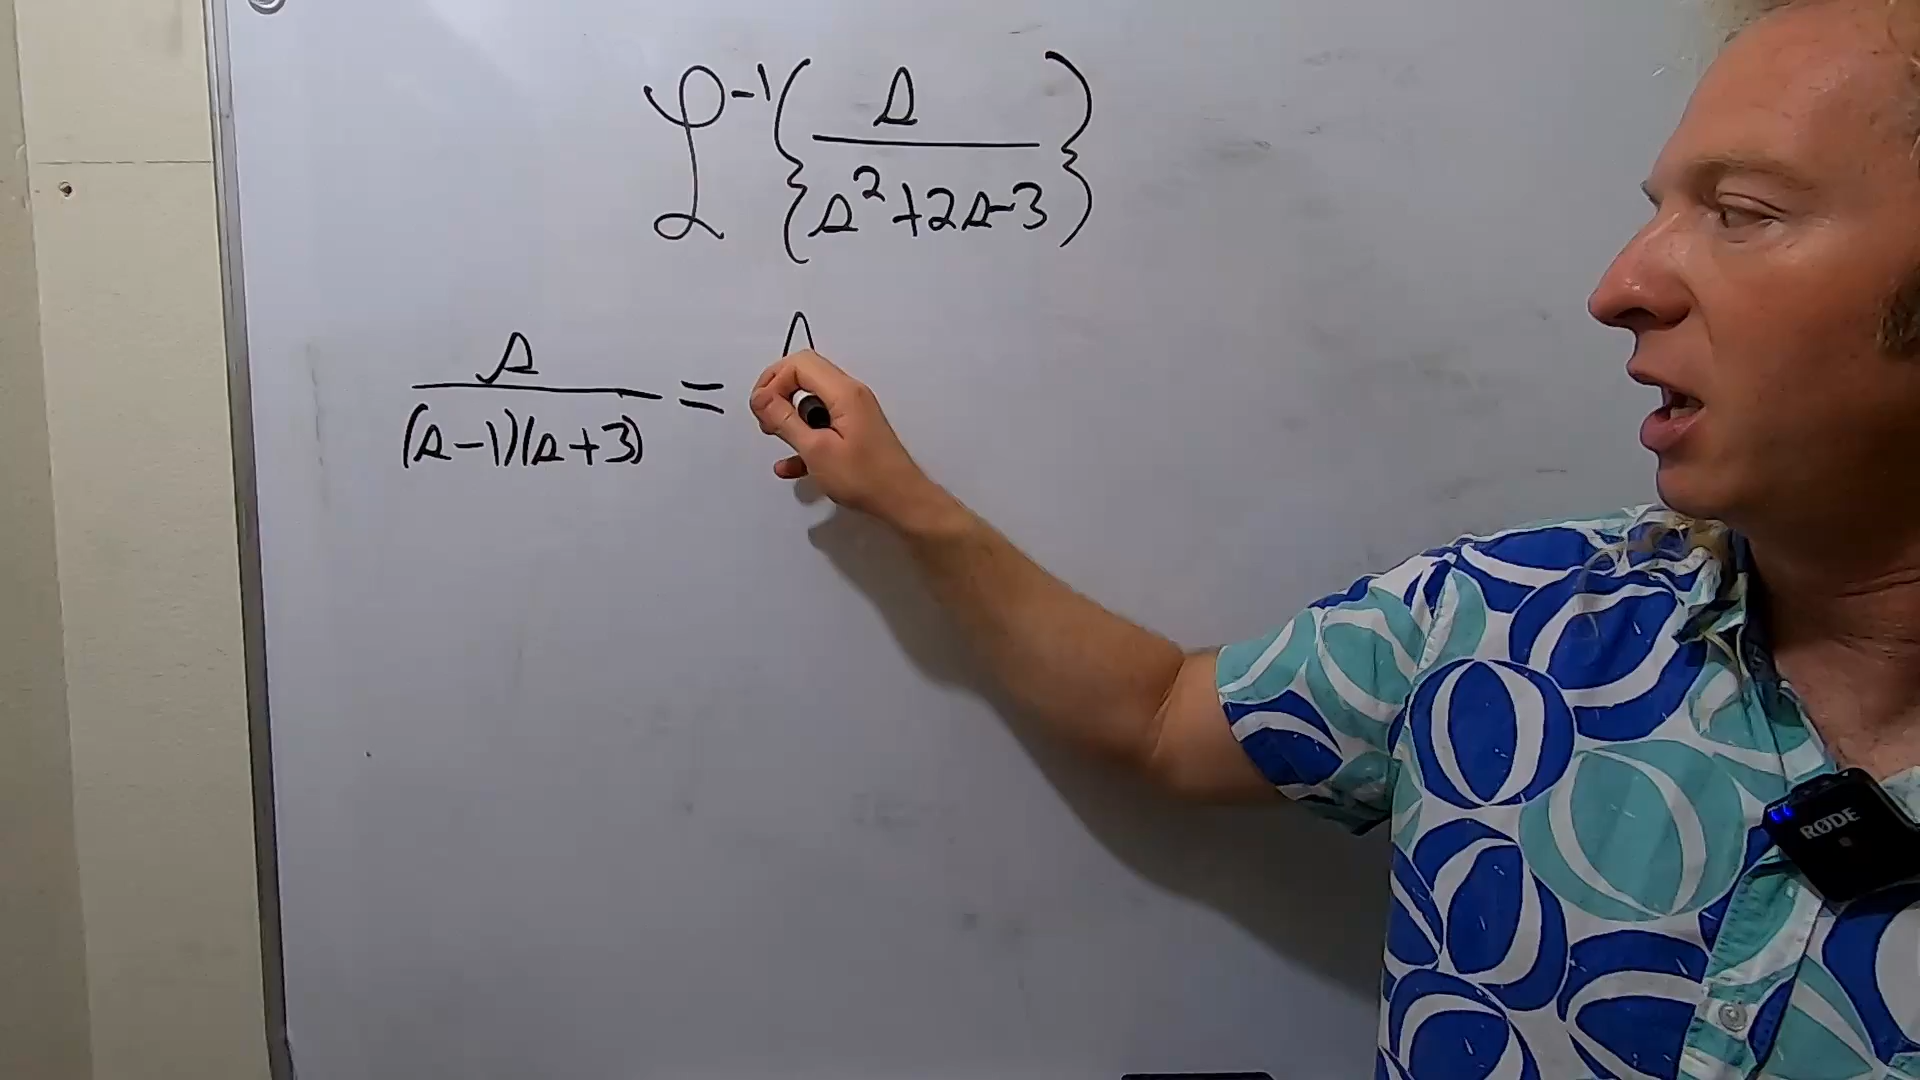 ℒ⁻¹{s/(s²+2s-3)}
s/((s-1)(s+3)) = A
RØDE